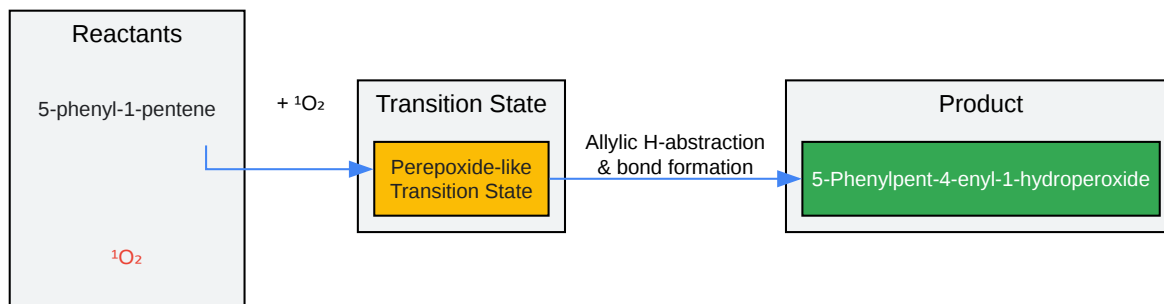 Reactants
5-phenyl-1-pentene
¹O₂
+ ¹O₂
Transition State
Perepoxide-like
Transition State
Allylic H-abstraction
& bond formation
Product
5-Phenylpent-4-enyl-1-hydroperoxide